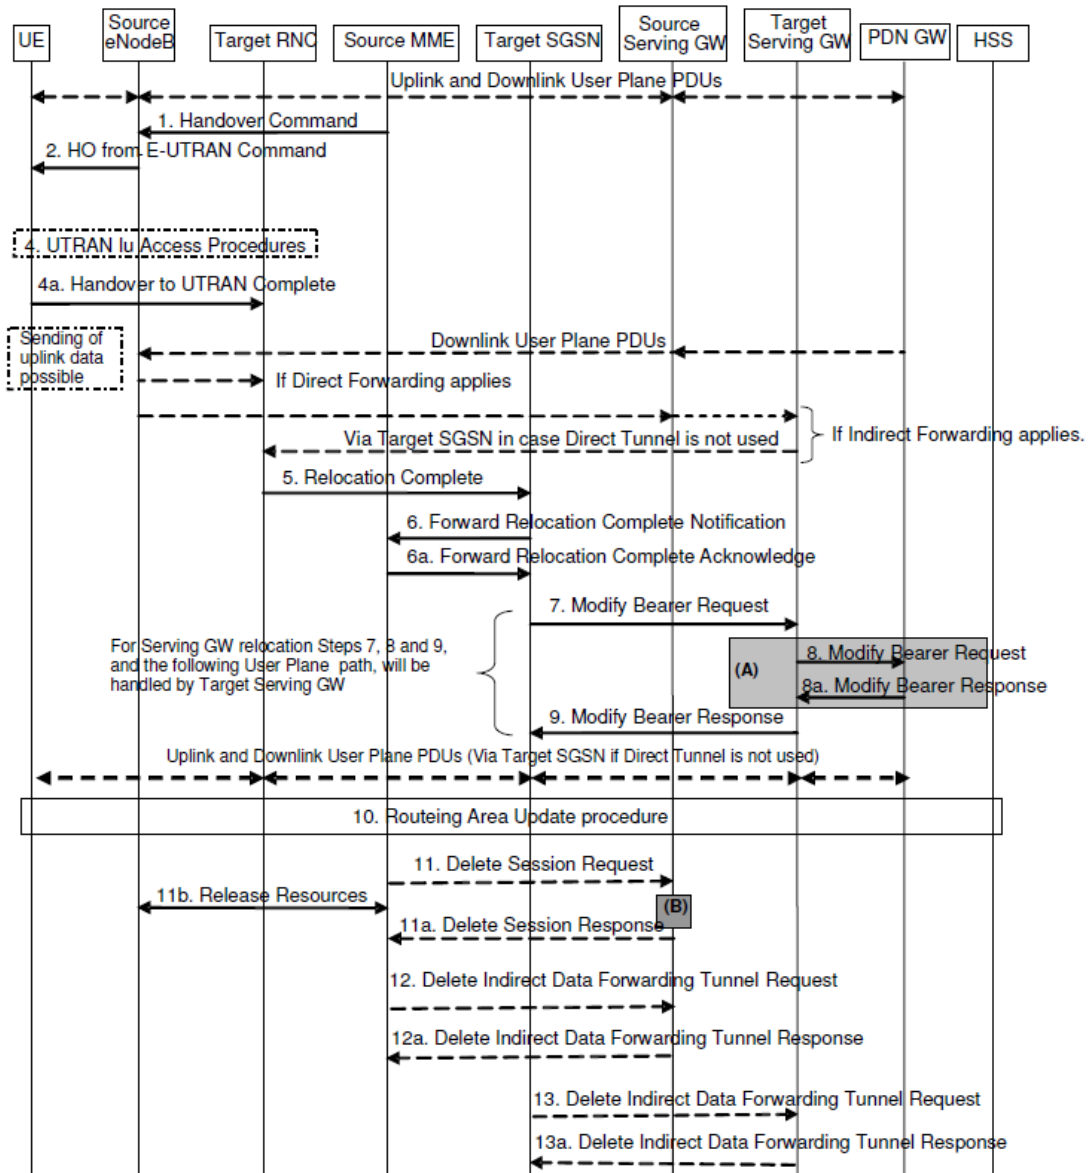 UE
Source
eNodeB
Target RNC
Source MME
Target SGSN
Source
Serving GW
Target
Serving GW
PDN GW
HSS
Uplink and Downlink User Plane PDUs
1. Handover Command
2. HO from E-UTRAN Command
4. UTRAN Iu Access Procedures
4a. Handover to UTRAN Complete
Sending of
uplink data
possible
Downlink User Plane PDUs
If Direct Forwarding applies
Via Target SGSN in case Direct Tunnel is not used
If Indirect Forwarding applies.
5. Relocation Complete
6. Forward Relocation Complete Notification
6a. Forward Relocation Complete Acknowledge
7. Modify Bearer Request
For Serving GW relocation Steps 7, 8 and 9,
and the following User Plane path, will be
handled by Target Serving GW
(A)
8. Modify Bearer Request
8a. Modify Bearer Response
9. Modify Bearer Response
Uplink and Downlink User Plane PDUs (Via Target SGSN if Direct Tunnel is not used)
10. Routeing Area Update procedure
11. Delete Session Request
11b. Release Resources
(B)
11a. Delete Session Response
12. Delete Indirect Data Forwarding Tunnel Request
12a. Delete Indirect Data Forwarding Tunnel Response
13. Delete Indirect Data Forwarding Tunnel Request
13a. Delete Indirect Data Forwarding Tunnel Response